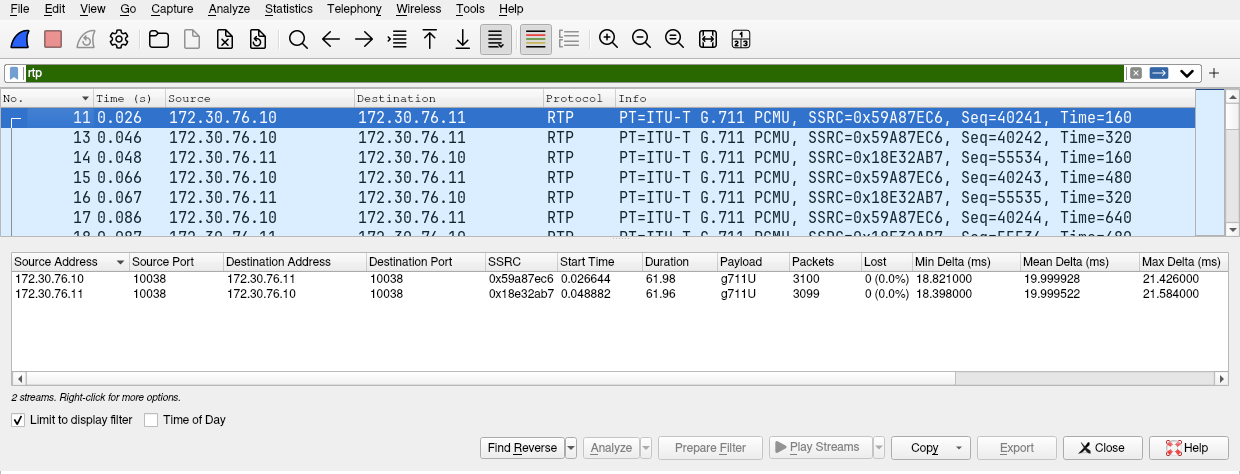 File Edit View Go Capture Analyze Statistics Telephony Wireless Tools Help
rtp
No. Time (s) Source Destination Protocol Info
11 0.026 172.30.76.10 172.30.76.11 RTP PT=ITU-T G.711 PCMU, SSRC=0x59A87EC6, Seq=40241, Time=160
13 0.046 172.30.76.10 172.30.76.11 RTP PT=ITU-T G.711 PCMU, SSRC=0x59A87EC6, Seq=40242, Time=320
14 0.048 172.30.76.11 172.30.76.10 RTP PT=ITU-T G.711 PCMU, SSRC=0x18E32AB7, Seq=55534, Time=160
15 0.066 172.30.76.10 172.30.76.11 RTP PT=ITU-T G.711 PCMU, SSRC=0x59A87EC6, Seq=40243, Time=480
16 0.067 172.30.76.11 172.30.76.10 RTP PT=ITU-T G.711 PCMU, SSRC=0x18E32AB7, Seq=55535, Time=320
17 0.086 172.30.76.10 172.30.76.11 RTP PT=ITU-T G.711 PCMU, SSRC=0x59A87EC6, Seq=40244, Time=640
Source Address Source Port Destination Address Destination Port SSRC Start Time Duration Payload Packets Lost Min Delta (ms) Mean Delta (ms) Max Delta (ms)
172.30.76.10 10038 172.30.76.11 10038 0x59a87ec6 0.026644 61.98 g711U 3100 0 (0.0%) 18.821000 19.999928 21.426000
172.30.76.11 10038 172.30.76.10 10038 0x18e32ab7 0.048882 61.96 g711U 3099 0 (0.0%) 18.398000 19.999522 21.584000
2 streams. Right-click for more options.
Limit to display filter Time of Day
Find Reverse Analyze Prepare Filter Play Streams Copy Export Close Help